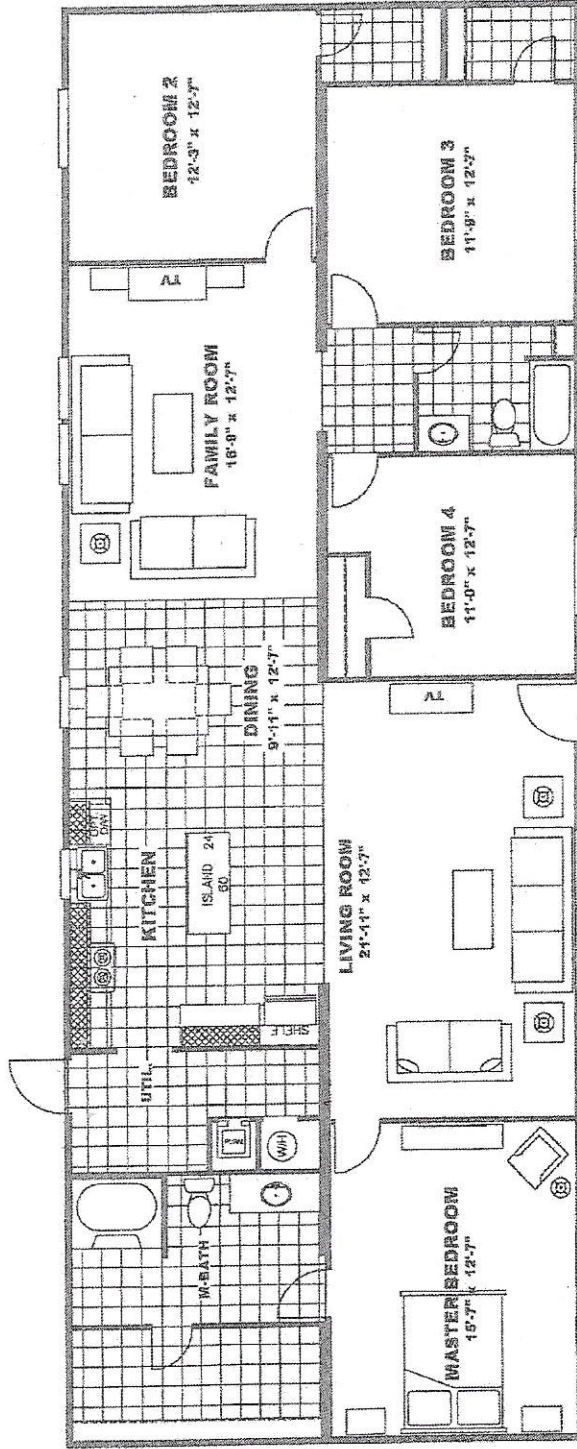 M-BATH
UTIL.
FURN
W/H
KITCHEN
OPT.
D/W
ISLAND 24
60
SHELF
DINING
9'-11" x 12'-7"
FAMILY ROOM
16'-9" x 12'-7"
TV
BEDROOM 2
12'-3" x 12'-7"
MASTER BEDROOM
15'-7" x 12'-7"
LIVING ROOM
21'-11" x 12'-7"
TV
BEDROOM 4
11'-0" x 12'-7"
BEDROOM 3
11'-9" x 12'-7"